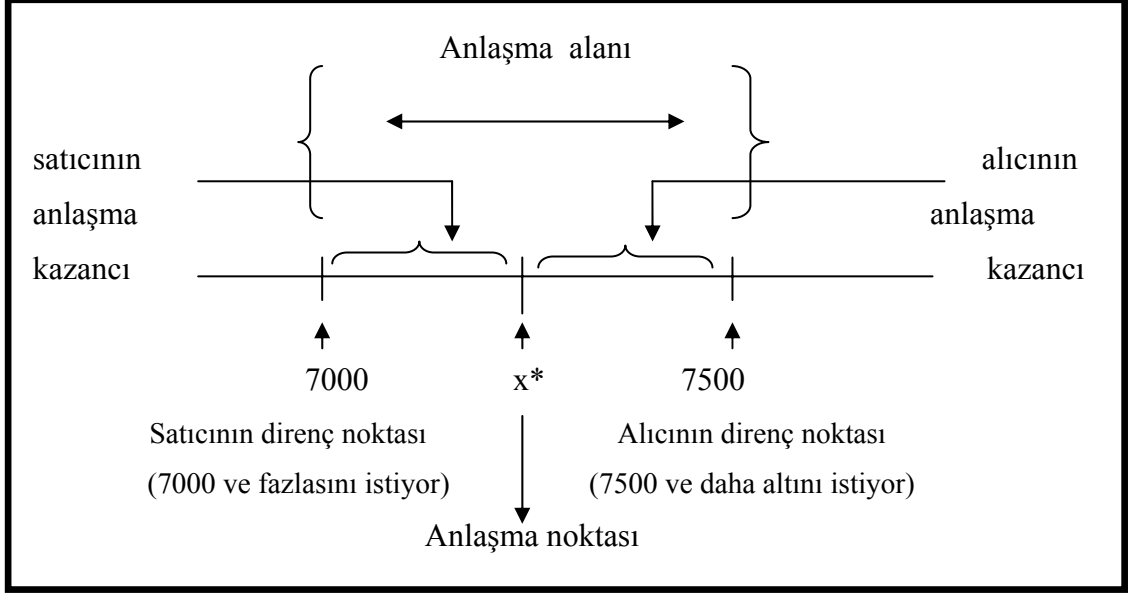 Anlaşma alanı
satıcının
anlaşma
kazancı
alıcının
anlaşma
kazancı
7000
x*
7500
Satıcının direnç noktası
(7000 ve fazlasını istiyor)
Alıcının direnç noktası
(7500 ve daha altını istiyor)
Anlaşma noktası